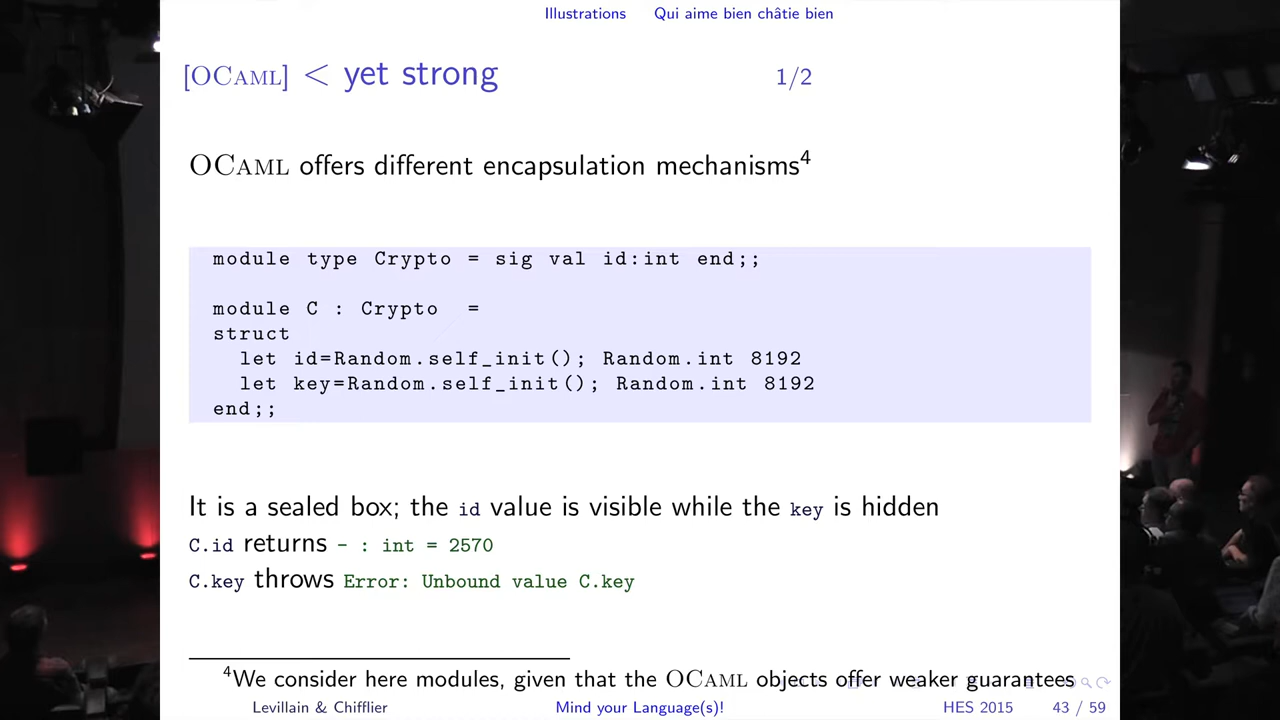 Illustrations Qui aime bien châtie bien
[OCAML] < yet strong 1/2
OCAML offers different encapsulation mechanisms4
module type Crypto = sig val id:int end;;
module C : Crypto =
struct
let id=Random.self_init(); Random.int 8192
let key=Random.self_init(); Random.int 8192
end;;
It is a sealed box; the id value is visible while the key is hidden
C.id returns - : int = 2570
C.key throws Error: Unbound value C.key
4We consider here modules, given that the OCAML objects offer weaker guarantees
Levillain & Chifflier Mind your Language(s)! HES 2015 43 / 59